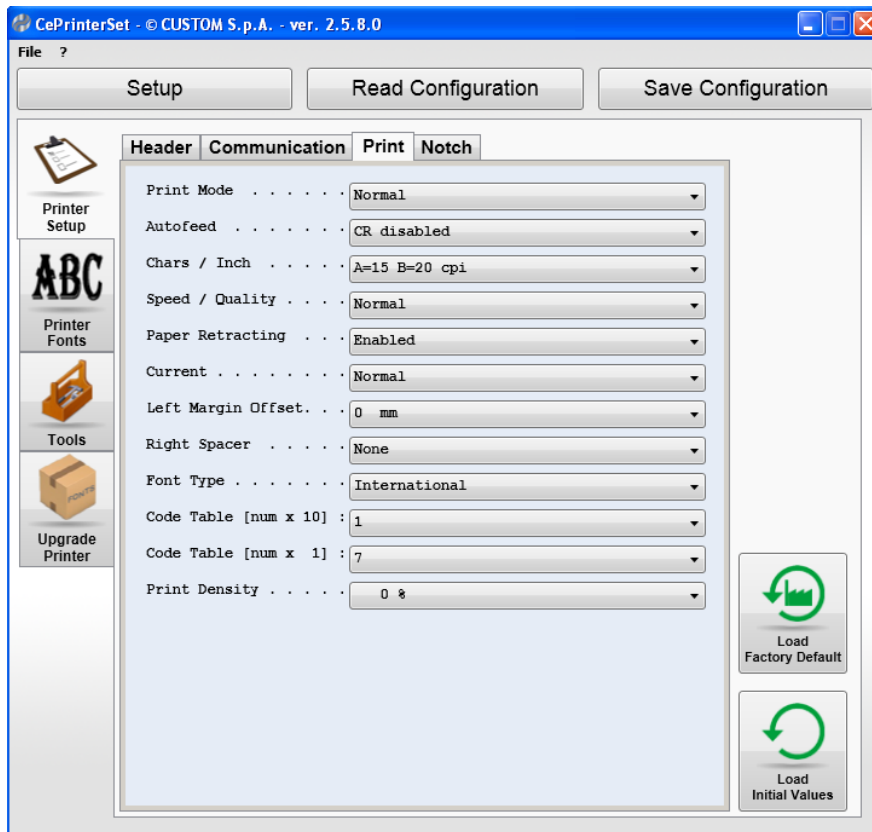 CePrinterSet - © CUSTOM S.p.A. - ver. 2.5.8.0
File ?
Setup Read Configuration Save Configuration
Header Communication Print Notch
Printer
Setup
ABC
Printer
Fonts
Tools
FONTS
Upgrade
Printer
Print Mode . . . . . . Normal
Autofeed . . . . . . . CR disabled
Chars / Inch . . . . . A=15 B=20 cpi
Speed / Quality . . . . Normal
Paper Retracting . . . Enabled
Current . . . . . . . . Normal
Left Margin Offset. . . 0 mm
Right Spacer . . . . . None
Font Type . . . . . . . International
Code Table [num x 10] : 1
Code Table [num x 1] : 7
Print Density . . . . . 0 %
Load
Factory Default
Load
Initial Values